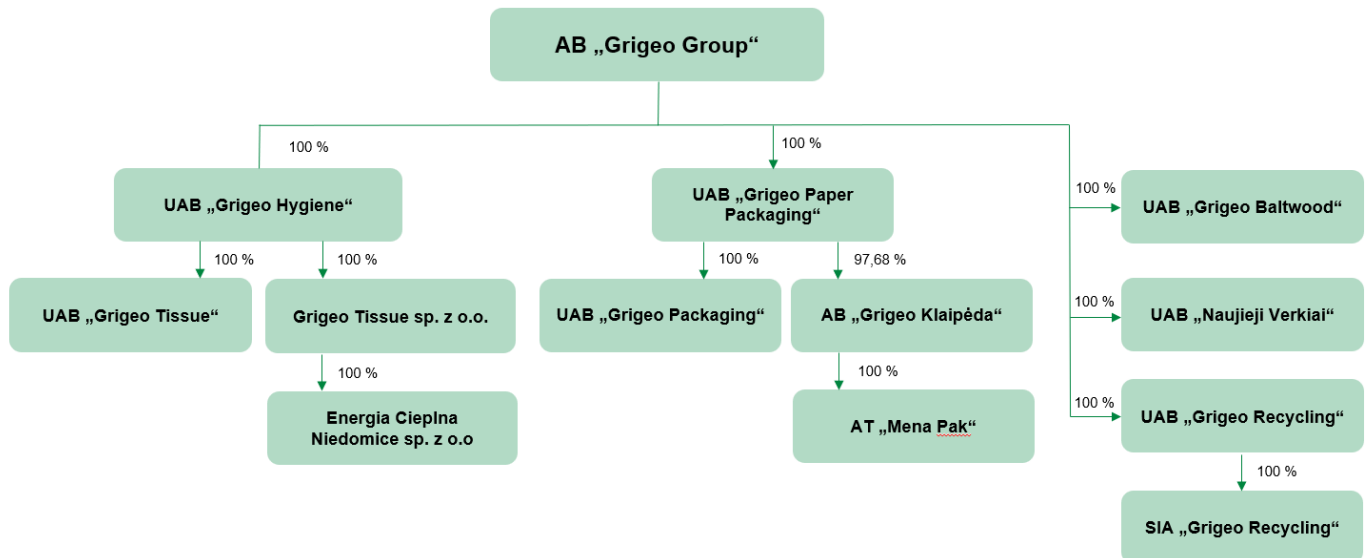 AB „Grigeo Group“
100 %
100 %
UAB „Grigeo Hygiene“
UAB „Grigeo Paper
Packaging“
100 %
UAB „Grigeo Baltwood“
100 %
100 %
100 %
97,68 %
UAB „Grigeo Tissue“
Grigeo Tissue sp. z o.o.
UAB „Grigeo Packaging“
AB „Grigeo Klaipėda“
100 %
UAB „Naujieji Verkiai“
100 %
100 %
Energia Cieplna
Niedomice sp. z o.o
AT „Mena Pak“
100 %
UAB „Grigeo Recycling“
100 %
SIA „Grigeo Recycling“